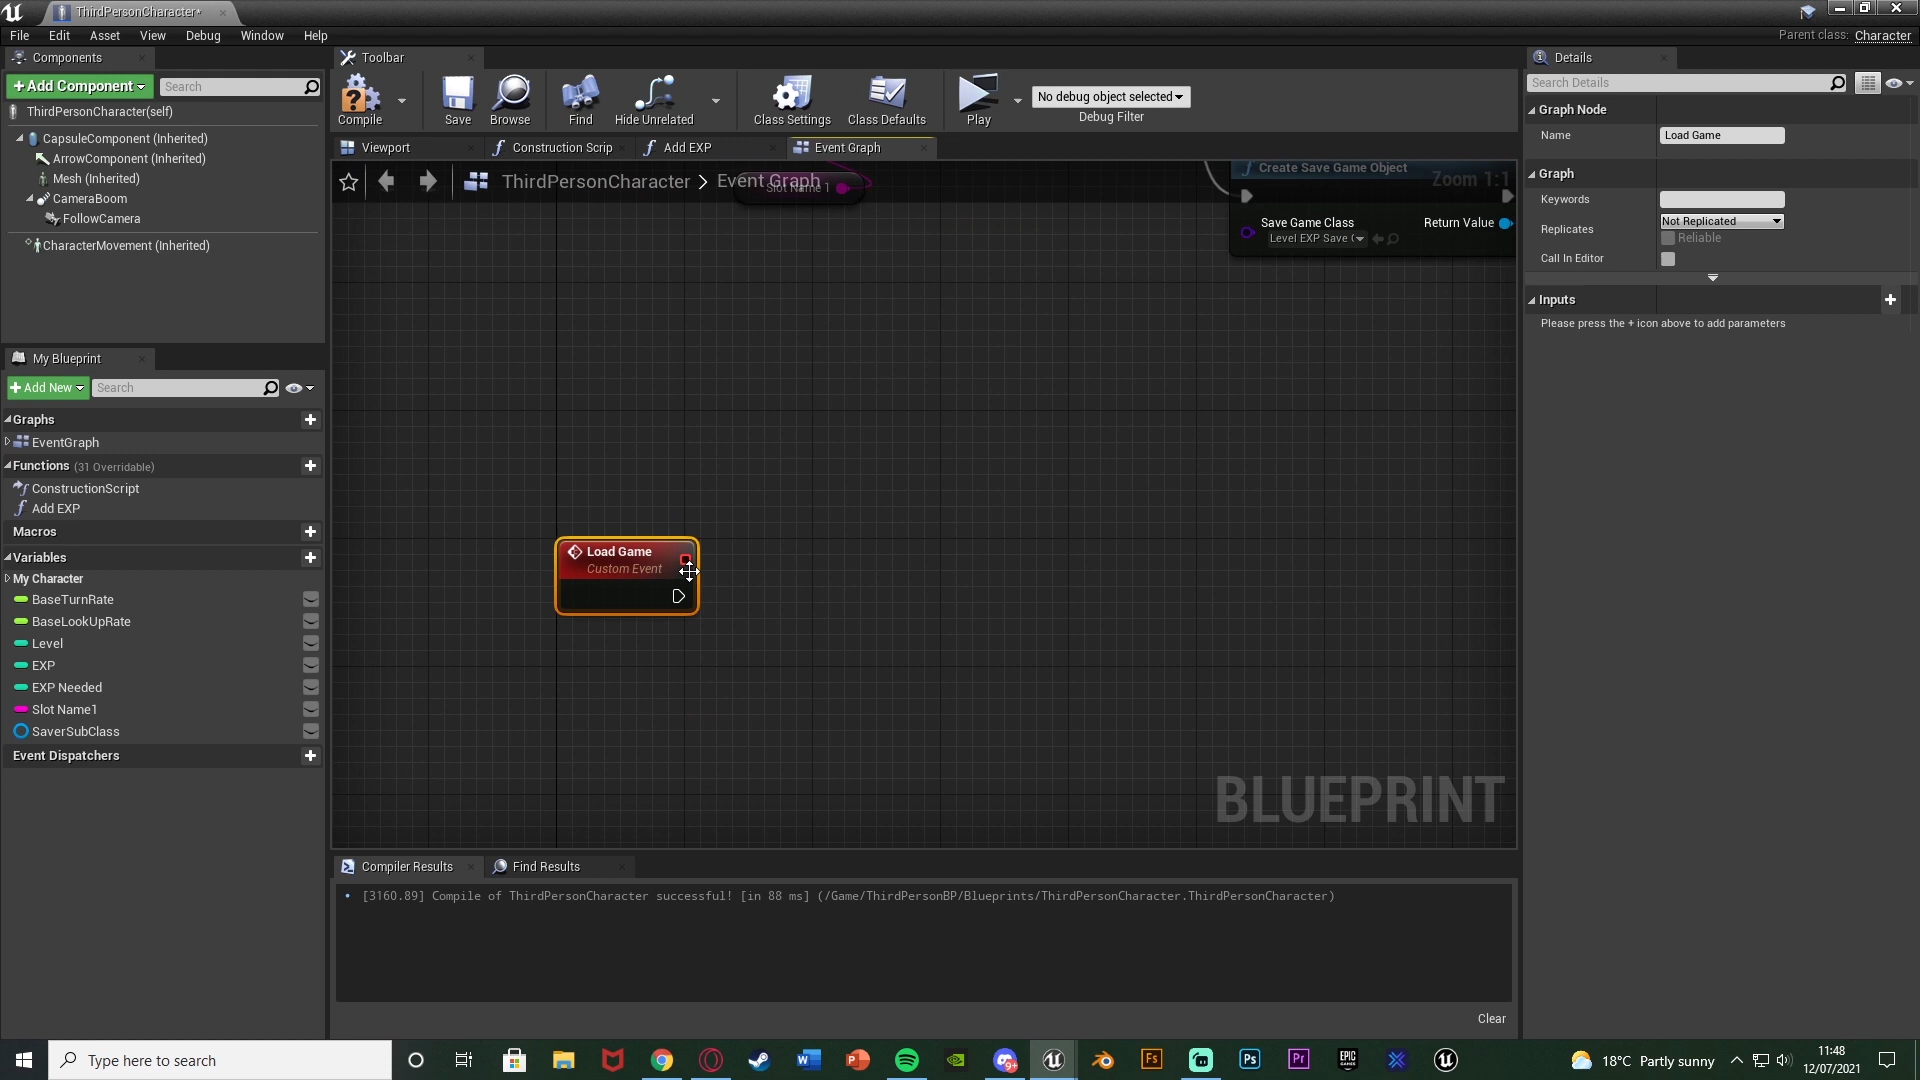 ThirdPersonCharacter*
File Edit Asset View Debug Window Help
Parent class: Character
Components
+Add Component
Search
ThirdPersonCharacter(self)
CapsuleComponent (Inherited)
ArrowComponent (Inherited)
Mesh (Inherited)
CameraBoom
FollowCamera
CharacterMovement (Inherited)
My Blueprint
+Add New
Search
Graphs
EventGraph
Functions (31 Overridable)
ConstructionScript
Add EXP
Macros
Variables
My Character
BaseTurnRate
BaseLookUpRate
Level
EXP
EXP Needed
Slot Name1
SaverSubClass
Event Dispatchers
Toolbar
Compile
Save
Browse
Find
Hide Unrelated
Class Settings
Class Defaults
Play
No debug object selected
Debug Filter
Viewport
Construction Scrip
Add EXP
Event Graph
ThirdPersonCharacter > Event Graph
Slot Name 1
Create Save Game Object
Zoom 1:1
Save Game Class
Return Value
Level EXP Save (
Load Game
Custom Event
BLUEPRINT
Compiler Results
Find Results
[3160.89] Compile of ThirdPersonCharacter successful! [in 88 ms] (/Game/ThirdPersonBP/Blueprints/ThirdPersonCharacter.ThirdPersonCharacter)
Clear
Details
Search Details
Graph Node
Name Load Game
Graph
Keywords
Replicates
Not Replicated
Reliable
Call In Editor
Inputs
Please press the + icon above to add parameters
Type here to search
9+
18°C Partly sunny
11:48
12/07/2021